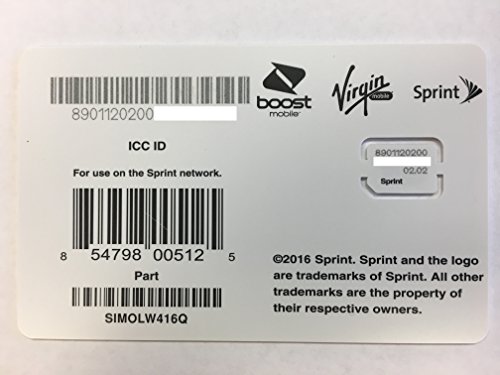 8901120200
ICC ID
For use on the Sprint network.
8 54798 00512 5
Part
SIMOLW416Q
boost
mobile
Virgin
mobile
Sprint
8901120200
02.02
Sprint
©2016 Sprint. Sprint and the logo
are trademarks of Sprint. All other
trademarks are the property of
their respective owners.